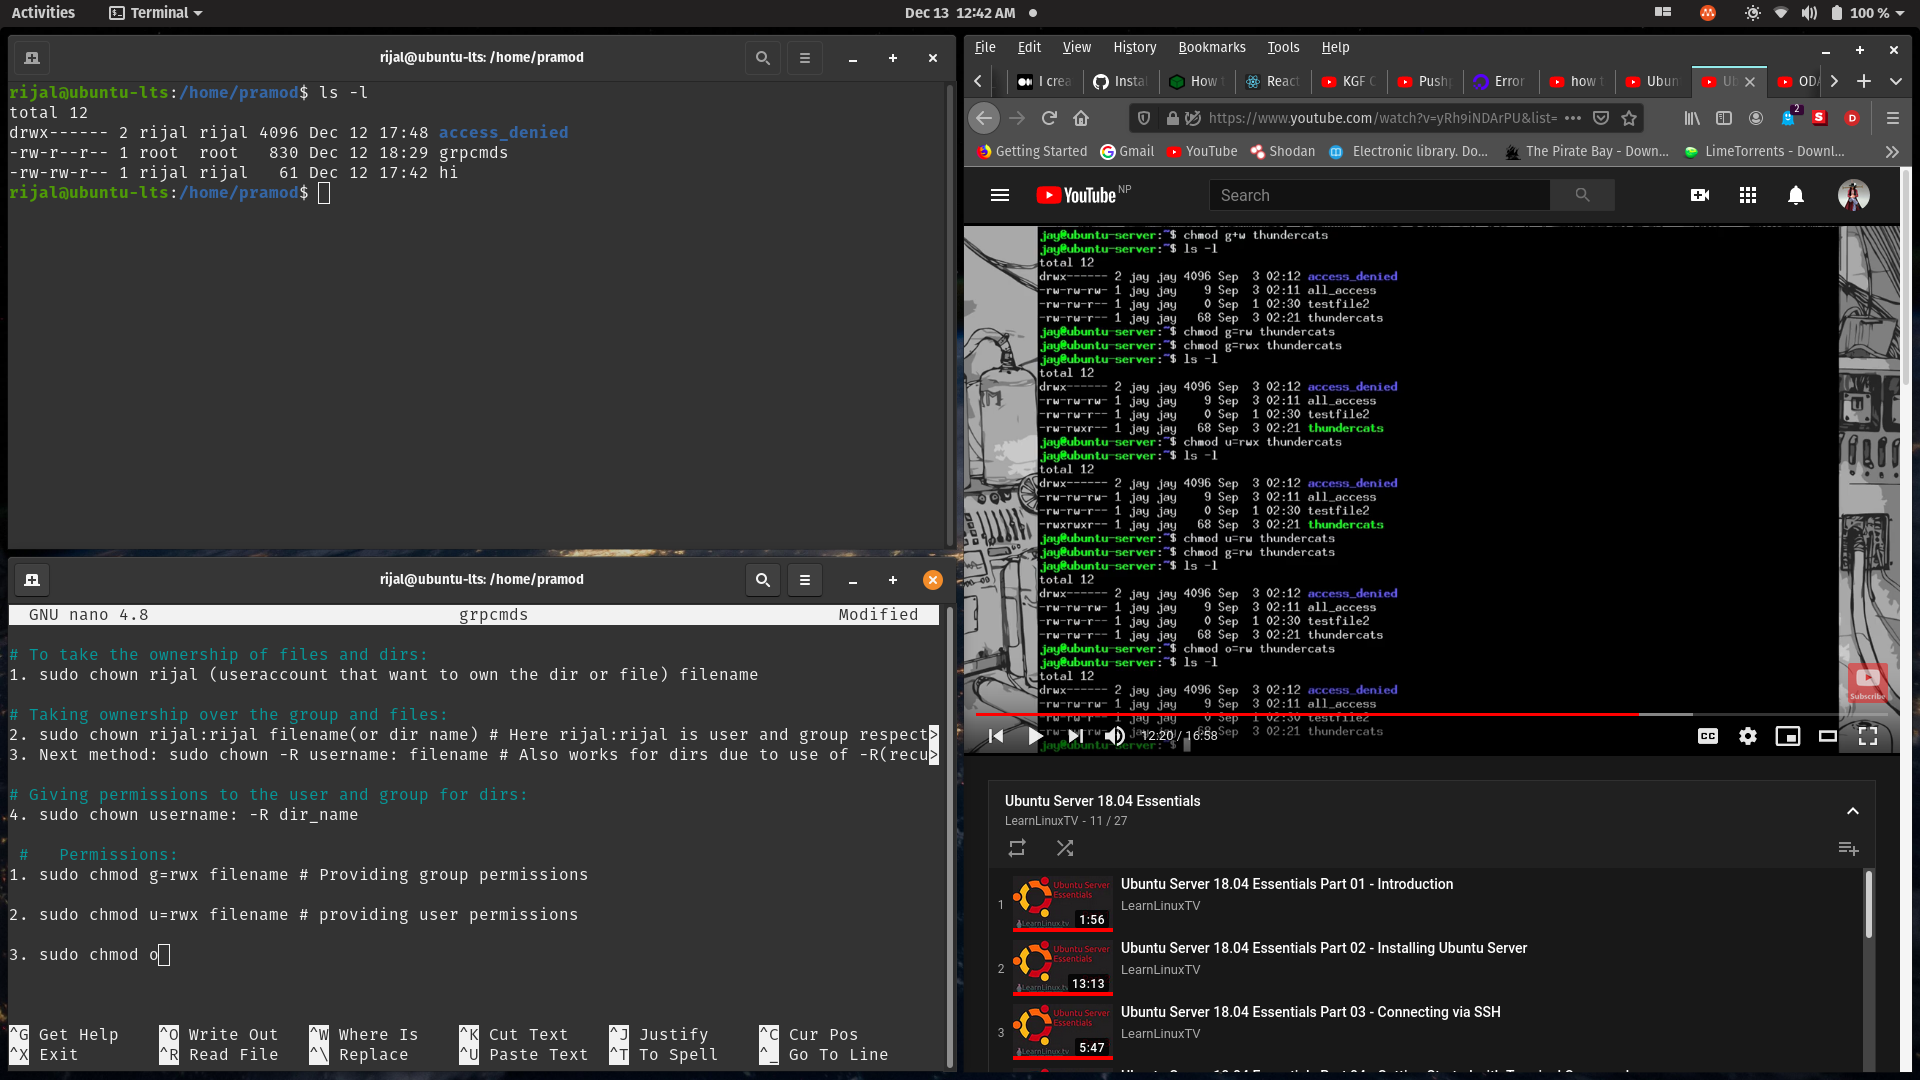 Activities Terminal Dec 13 12:42 AM 100 %
rijal@ubuntu-lts: /home/pramod
rijal@ubuntu-lts:/home/pramod$ ls -l
total 12
drwx------ 2 rijal rijal 4096 Dec 12 17:48 access_denied
-rw-r--r-- 1 root  root   830 Dec 12 18:29 grpcmds
-rw-rw-r-- 1 rijal rijal   61 Dec 12 17:42 hi
rijal@ubuntu-lts:/home/pramod$
rijal@ubuntu-lts: /home/pramod
GNU nano 4.8 grpcmds Modified
# To take the ownership of files and dirs:
1. sudo chown rijal (useraccount that want to own the dir or file) filename
# Taking ownership over the group and files:
2. sudo chown rijal:rijal filename(or dir name) # Here rijal:rijal is user and group respect>
3. Next method: sudo chown -R username: filename # Also works for dirs due to use of -R(recu>
# Giving permissions to the user and group for dirs:
4. sudo chown username: -R dir_name
#   Permissions:
1. sudo chmod g=rwx filename # Providing group permissions
2. sudo chmod u=rwx filename # providing user permissions
3. sudo chmod o
^G Get Help ^O Write Out ^W Where Is ^K Cut Text ^J Justify ^C Cur Pos
^X Exit ^R Read File ^\ Replace ^U Paste Text ^T To Spell ^_ Go To Line
File Edit View History Bookmarks Tools Help
I crea Insta How t React KGF C Push Error how t Ubun Ub OD
https://www.youtube.com/watch?v=yRh9iNDArPU&list= 2
Getting Started Gmail YouTube Shodan Electronic library. Do... The Pirate Bay - Down... LimeTorrents - Downl...
YouTube NP Search
jay@ubuntu-server:~$ chmod g+w thundercats
jay@ubuntu-server:~$ ls -l
total 12
drwx------ 2 jay jay 4096 Sep  3 02:12 access_denied
-rw-rw-rw- 1 jay jay    9 Sep  3 02:11 all_access
-rw-rw-r-- 1 jay jay    0 Sep  1 02:30 testfile2
-rw-rw-r-- 1 jay jay   68 Sep  3 02:21 thundercats
jay@ubuntu-server:~$ chmod g=rw thundercats
jay@ubuntu-server:~$ chmod g=rwx thundercats
jay@ubuntu-server:~$ ls -l
total 12
drwx------ 2 jay jay 4096 Sep  3 02:12 access_denied
-rw-rw-rw- 1 jay jay    9 Sep  3 02:11 all_access
-rw-rw-r-- 1 jay jay    0 Sep  1 02:30 testfile2
-rw-rwxr-- 1 jay jay   68 Sep  3 02:21 thundercats
jay@ubuntu-server:~$ chmod u=rwx thundercats
jay@ubuntu-server:~$ ls -l
total 12
drwx------ 2 jay jay 4096 Sep  3 02:12 access_denied
-rw-rw-rw- 1 jay jay    9 Sep  3 02:11 all_access
-rw-rw-r-- 1 jay jay    0 Sep  1 02:30 testfile2
-rwxrwxr-- 1 jay jay   68 Sep  3 02:21 thundercats
jay@ubuntu-server:~$ chmod u=rw thundercats
jay@ubuntu-server:~$ chmod g=rw thundercats
jay@ubuntu-server:~$ ls -l
total 12
drwx------ 2 jay jay 4096 Sep  3 02:12 access_denied
-rw-rw-rw- 1 jay jay    9 Sep  3 02:11 all_access
-rw-rw-r-- 1 jay jay    0 Sep  1 02:30 testfile2
-rw-rw-r-- 1 jay jay   68 Sep  3 02:21 thundercats
jay@ubuntu-server:~$ chmod o=rw thundercats
jay@ubuntu-server:~$ ls -l
total 12
drwx------ 2 jay jay 4096 Sep  3 02:12 access_denied
-rw-rw-rw- 1 jay jay    9 Sep  3 02:11 all_access
-rw-rw-r-- 1 jay jay    0 Sep  1 02:30 testfile2
-rw-rw-rw- 1 jay jay   68 Sep  3 02:21 thundercats
jay@ubuntu-server:~$
Subscribe
12:20 / 16:58 CC
Ubuntu Server 18.04 Essentials
LearnLinuxTV - 11 / 27
1 Ubuntu Server Essentials 1:56 Ubuntu Server 18.04 Essentials Part 01 - Introduction
LearnLinuxTV
2 Ubuntu Server Essentials 13:13 Ubuntu Server 18.04 Essentials Part 02 - Installing Ubuntu Server
LearnLinuxTV
3 Ubuntu Server Essentials 5:47 Ubuntu Server 18.04 Essentials Part 03 - Connecting via SSH
LearnLinuxTV